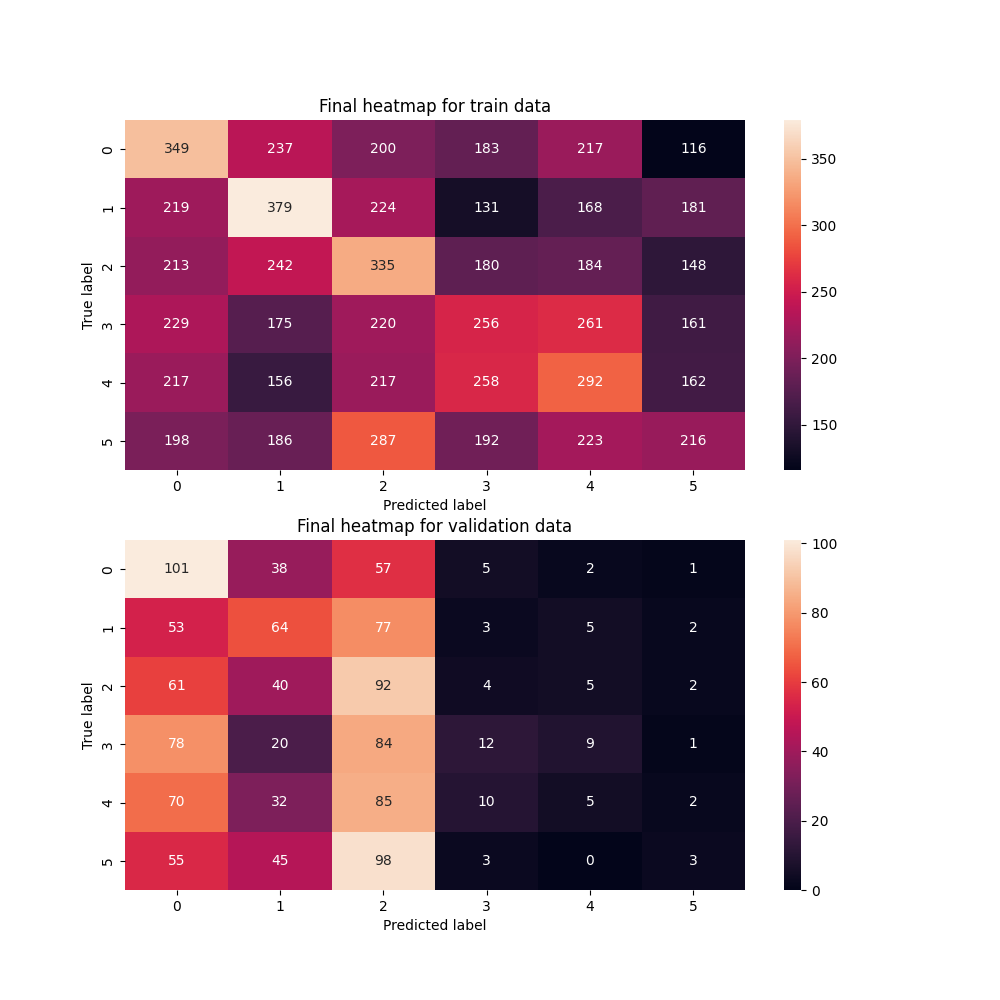 Final heatmap for train data
0 349 237 200 183 217 116
1 219 379 224 131 168 181
2 213 242 335 180 184 148
3 229 175 220 256 261 161
4 217 156 217 258 292 162
5 198 186 287 192 223 216
0 1 2 3 4 5
Predicted label
True label
350
300
250
200
150
Final heatmap for validation data
0 101 38 57 5 2 1
1 53 64 77 3 5 2
2 61 40 92 4 5 2
3 78 20 84 12 9 1
4 70 32 85 10 5 2
5 55 45 98 3 0 3
0 1 2 3 4 5
Predicted label
True label
100
80
60
40
20
0